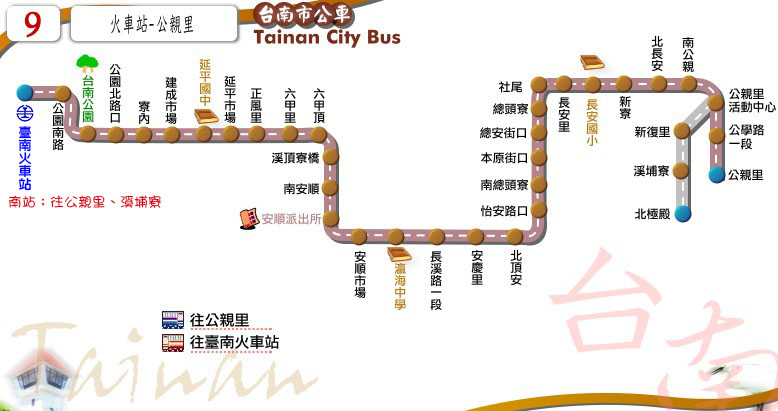 9
火車站-公親里
台南市公車
Tainan City Bus
臺南火車站
公園南路
台南公園
公園北路口
寮內
建成市場
延平國中
延平市場
正風里
六甲里
六甲頂
溪頂寮橋
南安順
安順派出所
安順市場
瀛海中學
長溪路一段
安慶里
北頂安
怡安路口
南總頭寮
本原街口
總安街口
總頭寮
社尾
長安里
長安國小
新寮
北長安
南公親
公親里
活動中心
公學路
一段
公親里
新復里
溪埔寮
北極殿
南站：往公親里、溪埔寮
往公親里
往臺南火車站
Tainan
台南